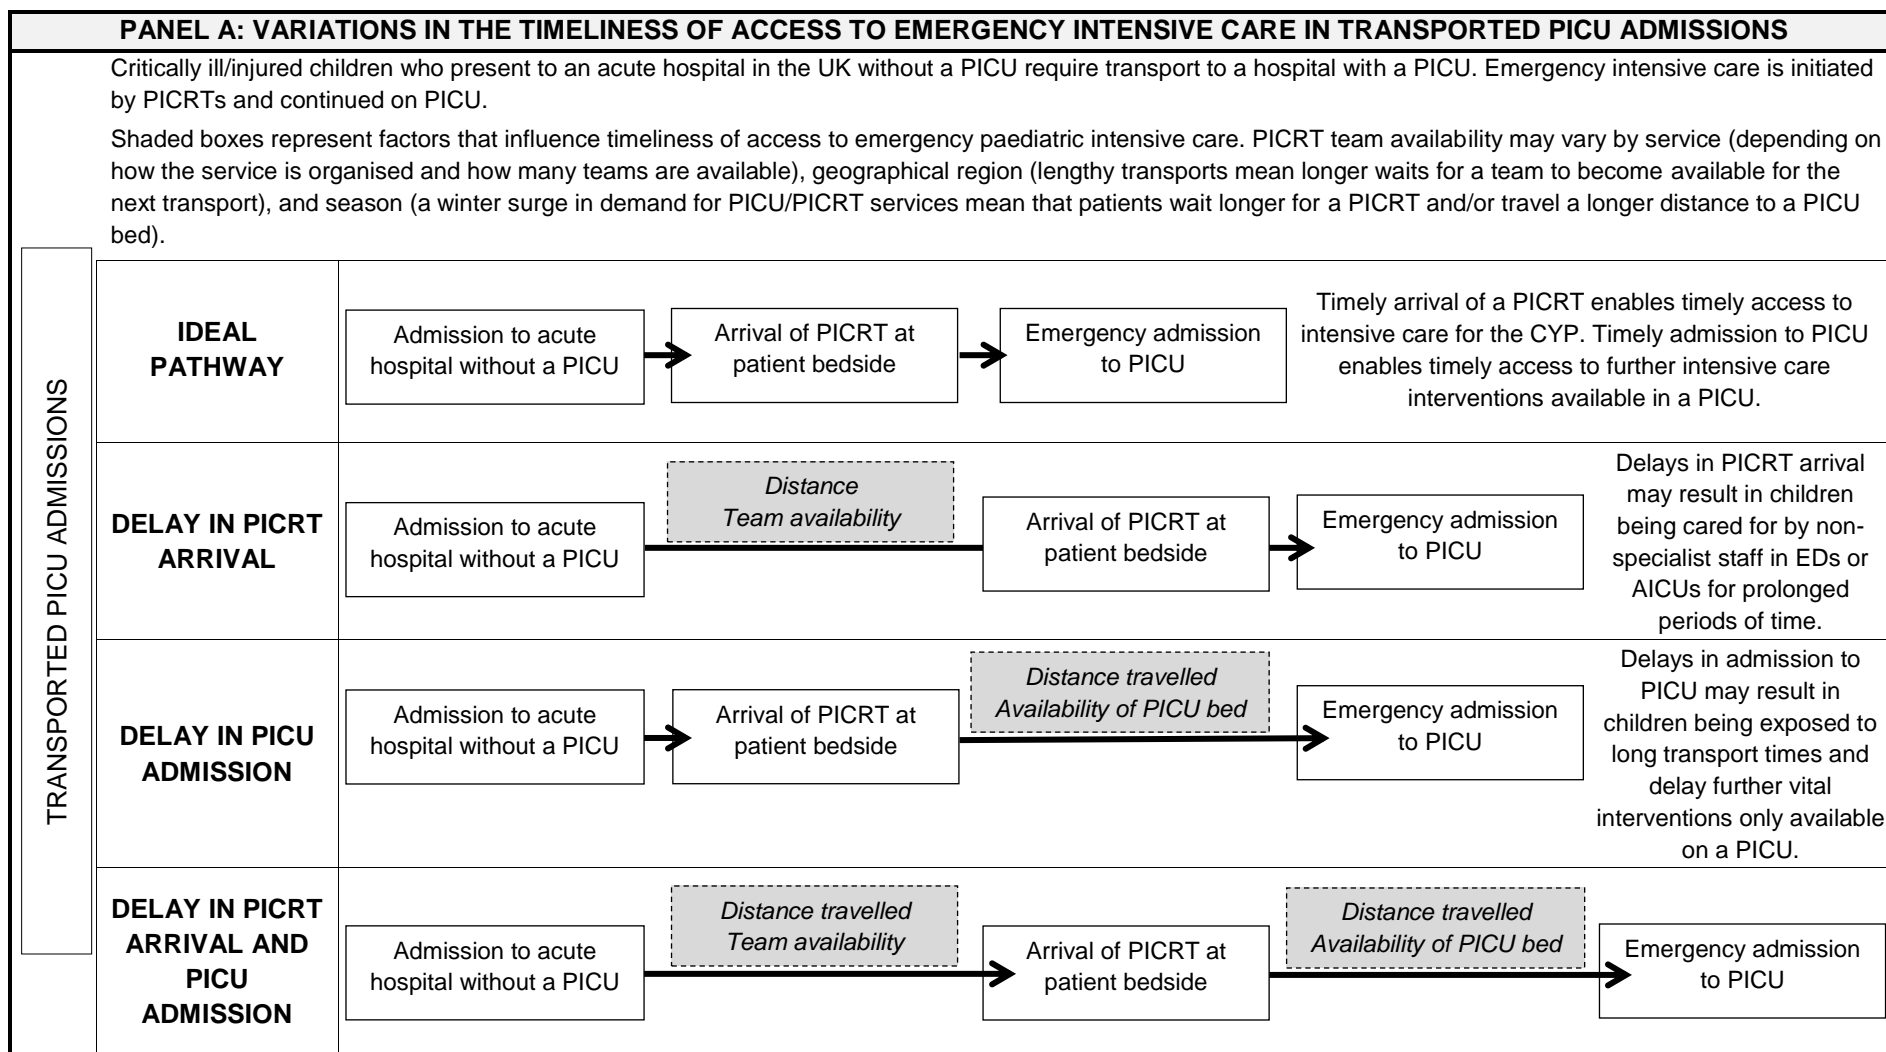 PANEL A: VARIATIONS IN THE TIMELINESS OF ACCESS TO EMERGENCY INTENSIVE CARE IN TRANSPORTED PICU ADMISSIONS
Critically ill/injured children who present to an acute hospital in the UK without a PICU require transport to a hospital with a PICU. Emergency intensive care is initiated
by PICRTs and continued on PICU.
Shaded boxes represent factors that influence timeliness of access to emergency paediatric intensive care. PICRT team availability may vary by service (depending on
how the service is organised and how many teams are available), geographical region (lengthy transports mean longer waits for a team to become available for the
next transport), and season (a winter surge in demand for PICU/PICRT services mean that patients wait longer for a PICRT and/or travel a longer distance to a PICU
bed).
TRANSPORTED PICU ADMISSIONS
IDEAL
PATHWAY
Admission to acute
hospital without a PICU
Arrival of PICRT at
patient bedside
Emergency admission
to PICU
Timely arrival of a PICRT enables timely access to
intensive care for the CYP. Timely admission to PICU
enables timely access to further intensive care
interventions available in a PICU.
DELAY IN PICRT
ARRIVAL
Admission to acute
hospital without a PICU
Distance
Team availability
Arrival of PICRT at
patient bedside
Emergency admission
to PICU
Delays in PICRT arrival
may result in children
being cared for by non-
specialist staff in EDs or
AICUs for prolonged
periods of time.
DELAY IN PICU
ADMISSION
Admission to acute
hospital without a PICU
Arrival of PICRT at
patient bedside
Distance travelled
Availability of PICU bed
Emergency admission
to PICU
Delays in admission to
PICU may result in
children being exposed to
long transport times and
delay further vital
interventions only available
on a PICU.
DELAY IN PICRT
ARRIVAL AND
PICU
ADMISSION
Admission to acute
hospital without a PICU
Distance travelled
Team availability
Arrival of PICRT at
patient bedside
Distance travelled
Availability of PICU bed
Emergency admission
to PICU